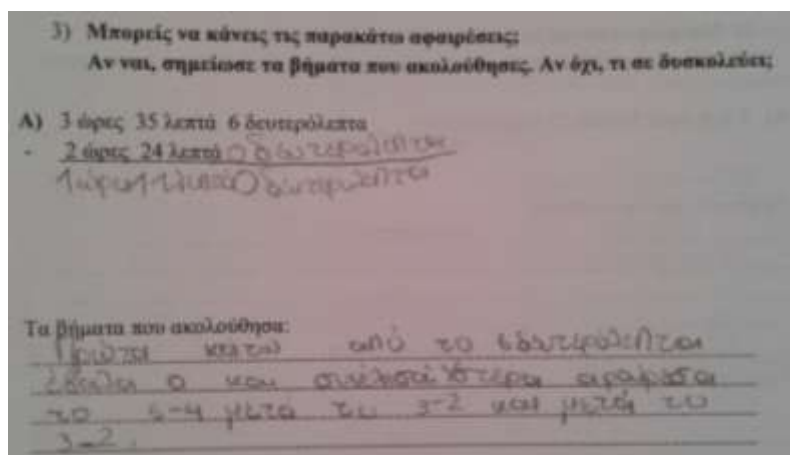 3) Μπορείς να κάνεις τις παρακάτω αφαιρέσεις;
Αν ναι, σημείωσε τα βήματα που ακολούθησες. Αν όχι, τι σε δυσκολεύει;
Α) 3 ώρες 35 λεπτά 6 δευτερόλεπτα
- 2 ώρες 24 λεπτά 0 δευτερόλεπτα
1 ώρα 11 λεπτά 0 δευτερόλεπτα
Τα βήματα που ακολούθησα:
Πρώτα κάτω από το 6δευτερόλεπτα
έβαλα 0 και αφαίρεσα
το 5-4 μετά το 3-2 και μετά το
3-2.